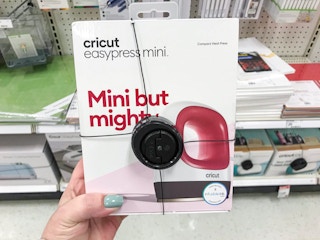 cricut
easypress mini.
Compact Heat Press
Mini but
mighty
cricut